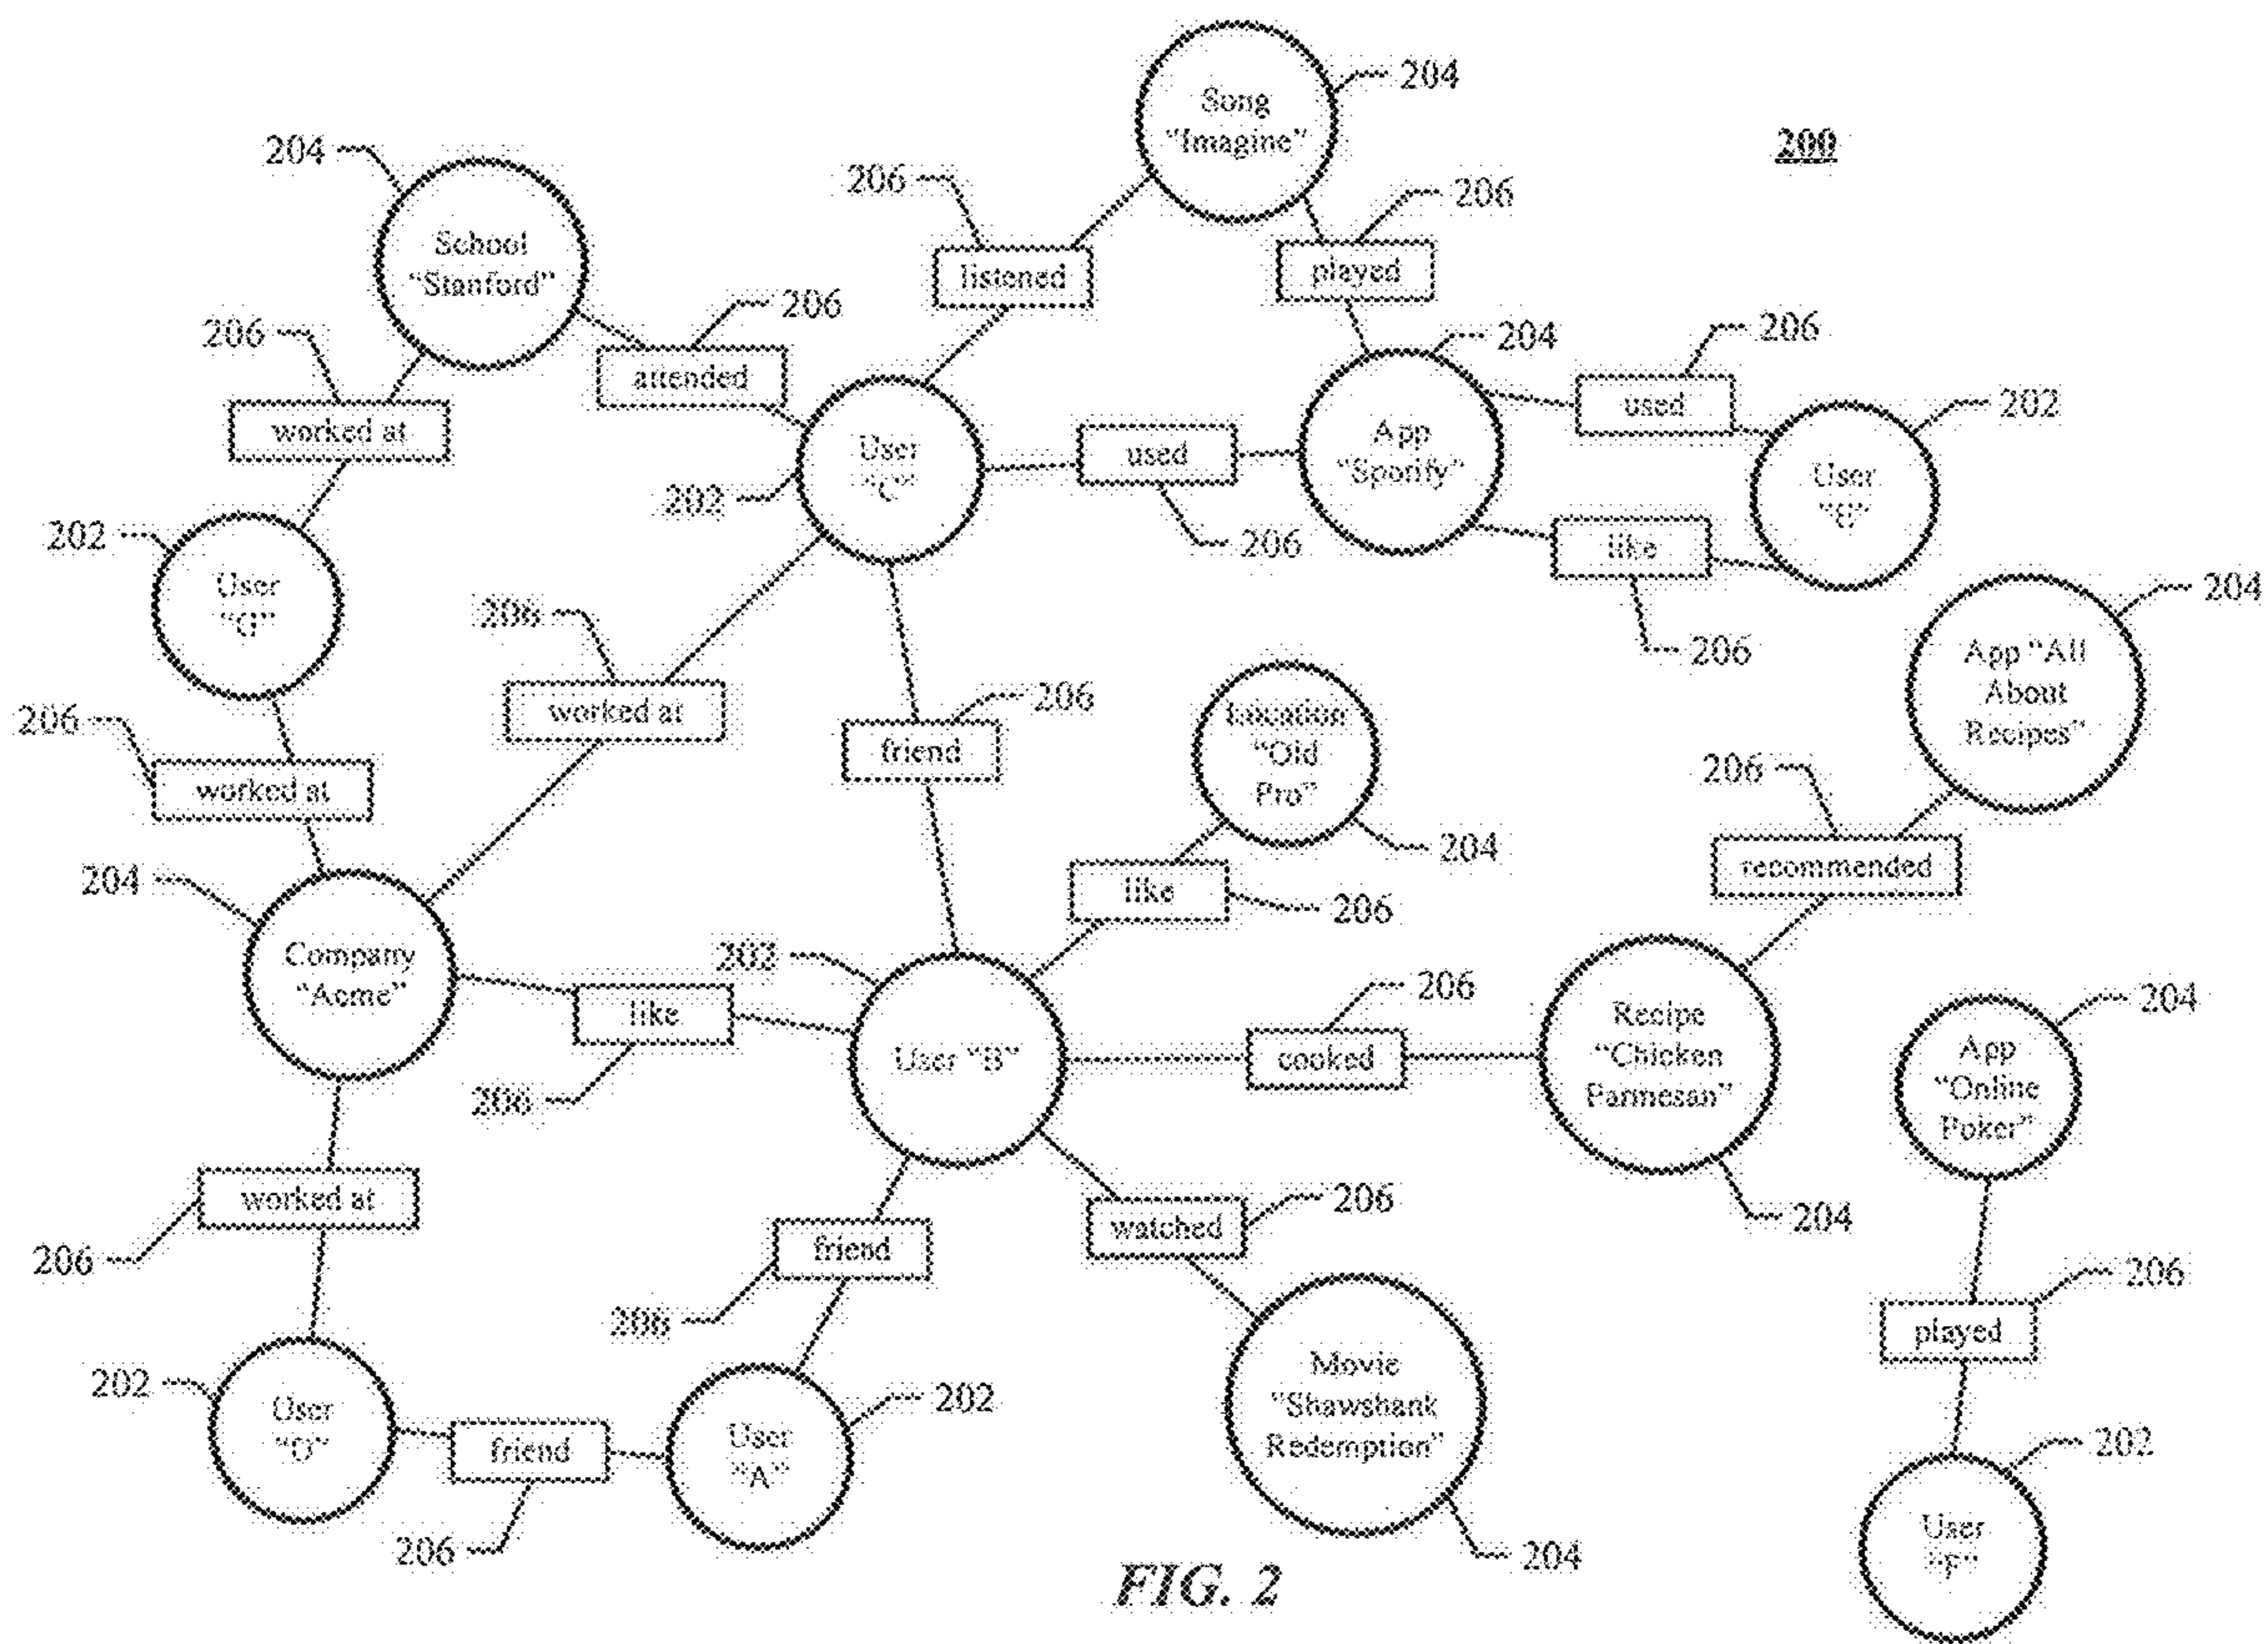 204
Song
“Imagine”
200
204
206
206
School
“Stanford”
listened
played
206
206
204
206
attended
used
202
worked at
User
“C”
used
App
“Spotify”
User
202
202
206
like
User
204
206
206
206
App “All
About
Recipes”
Location
“Old
Pro”
206
worked at
206
friend
206
worked at
204
recommended
204
like
206
Company
“Acme”
202
206
204
like
User “B”
cooked
Recipe
“Chicken
Parmesan”
App
“Online
Poker”
206
worked at
206
204
206
watched
friend
206
206
played
206
Movie
“Shawshank
Redemption”
202
202
User
friend
User
“A”
202
206
204
User
“F”
FIG. 2